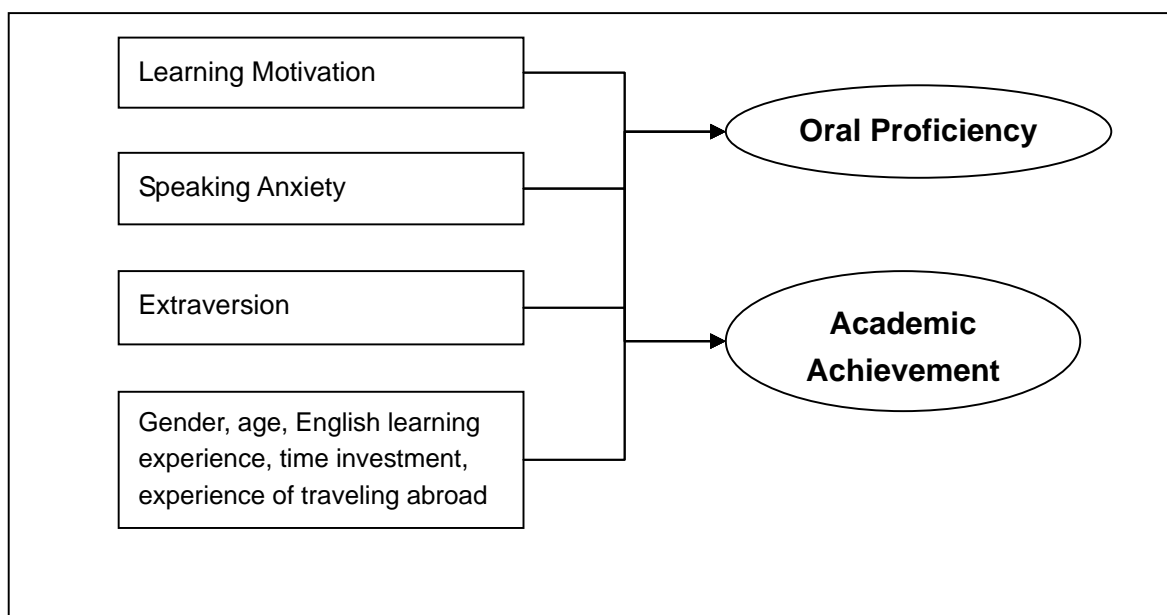 Learning Motivation
Oral Proficiency
Speaking Anxiety
Extraversion
Academic
Achievement
Gender, age, English learning
experience, time investment,
experience of traveling abroad